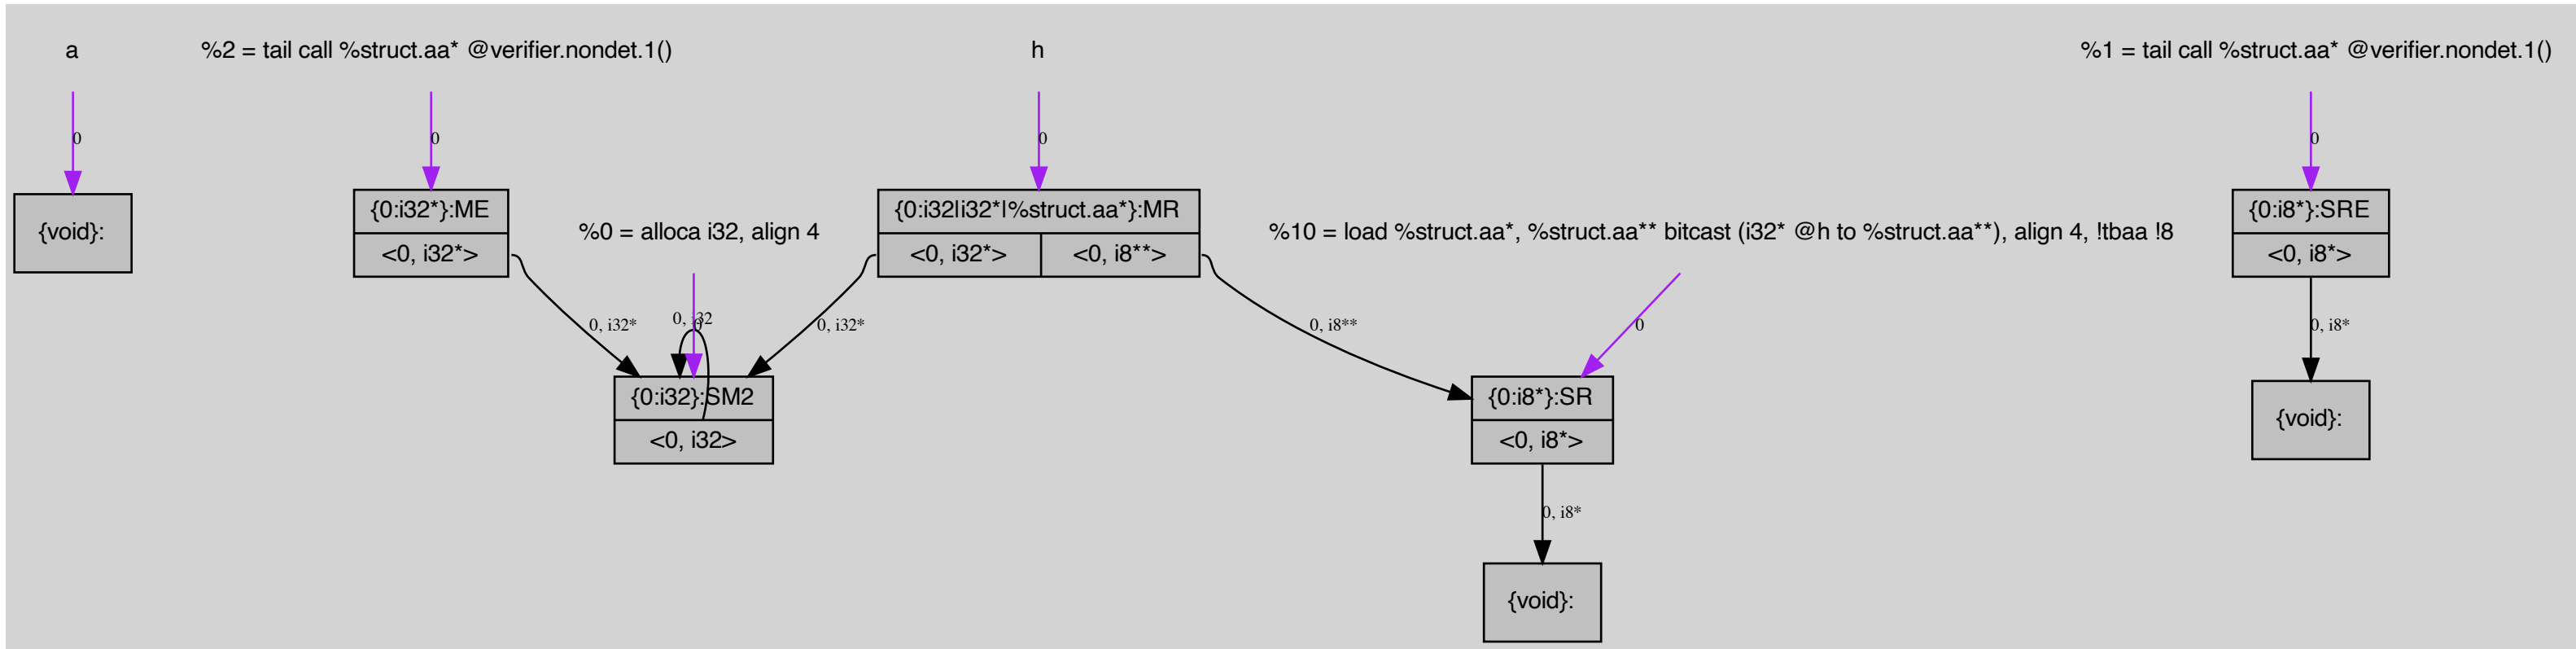 a
%2 = tail call %struct.aa* @verifier.nondet.1()
h
%1 = tail call %struct.aa* @verifier.nondet.1()
0
0
0
0
{void}:
{0:i32*}:ME
<0, i32*>
%0 = alloca i32, align 4
{0:i32|i32*|%struct.aa*}:MR
<0, i32*>
<0, i8**>
%10 = load %struct.aa*, %struct.aa** bitcast (i32* @h to %struct.aa**), align 4, !tbaa !8
{0:i8*}:SRE
<0, i8*>
0, i32*
0, i32
0
0, i32*
0, i8**
0
0, i8*
{0:i32}:SM2
<0, i32>
{0:i8*}:SR
<0, i8*>
{void}:
0, i8*
{void}: